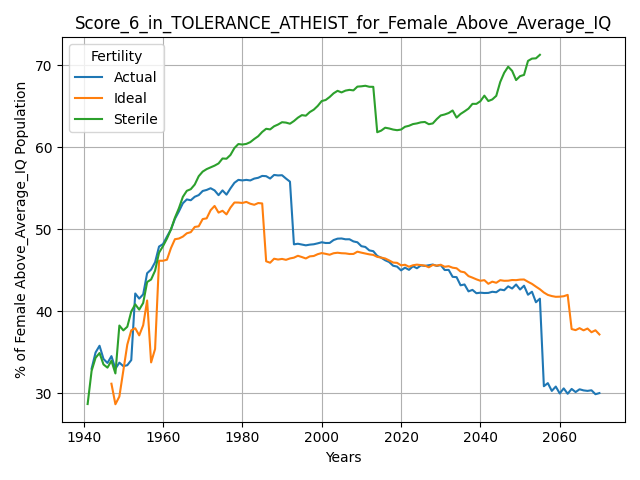 Score_6_in_TOLERANCE_ATHEIST_for_Female_Above_Average_IQ
Fertility
Actual
Ideal
Sterile
% of Female Above_Average_IQ Population
70
60
50
40
30
1940 1960 1980 2000 2020 2040 2060
Years